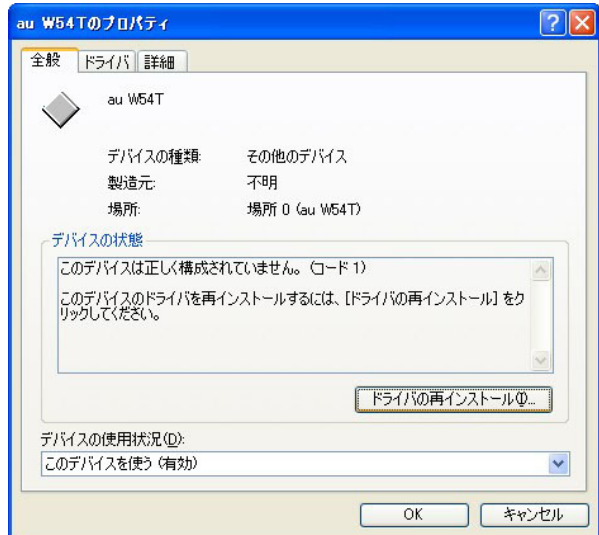 au W54Tのプロパティ
全般 ドライバ 詳細
au W54T
デバイスの種類: その他のデバイス
製造元: 不明
場所: 場所 0 (au W54T)
デバイスの状態
このデバイスは正しく構成されていません。 (コード 1)
このデバイスのドライバを再インストールするには、[ドライバの再インストール] をク
リックしてください。
ドライバの再インストール(I)...
デバイスの使用状況(D):
このデバイスを使う (有効)
OK キャンセル